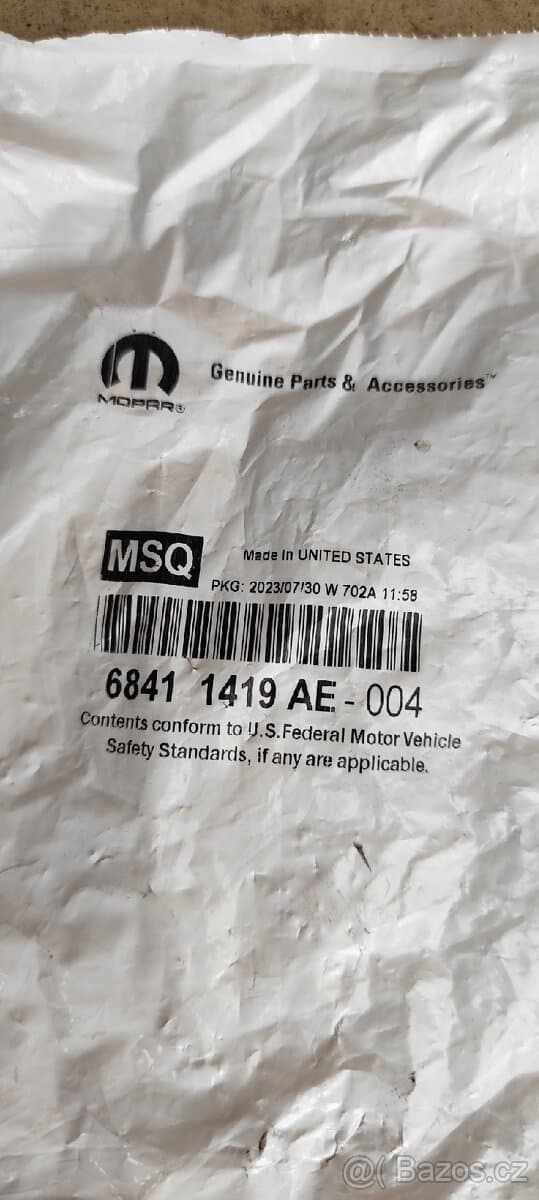 MOPAR®
Genuine Parts & Accessories™
MSQ
Made In UNITED STATES
PKG: 2023/07/30 W 702A 11:58
6841 1419 AE - 004
Contents conform to U.S.Federal Motor Vehicle
Safety Standards, if any are applicable.
@( Bazos.cz